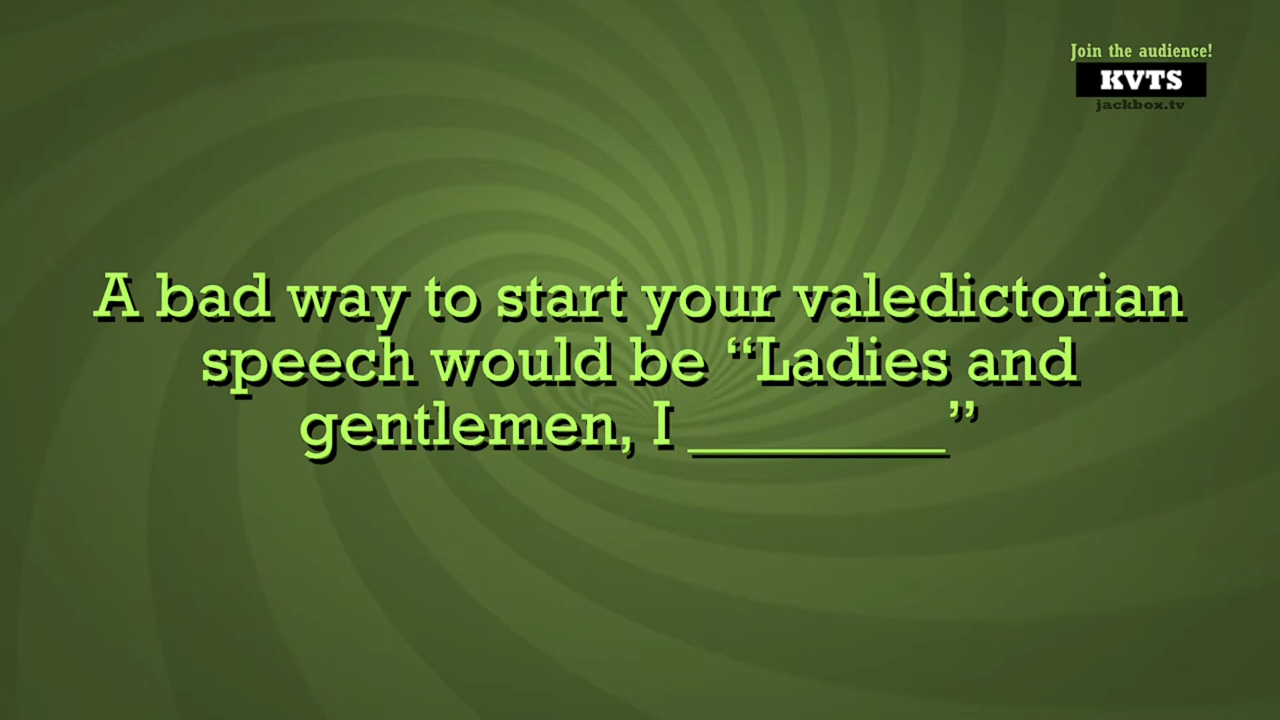 Join the audience!
KVTS
jackbox.tv
A bad way to start your valedictorian
speech would be “Ladies and
gentlemen, I ________”